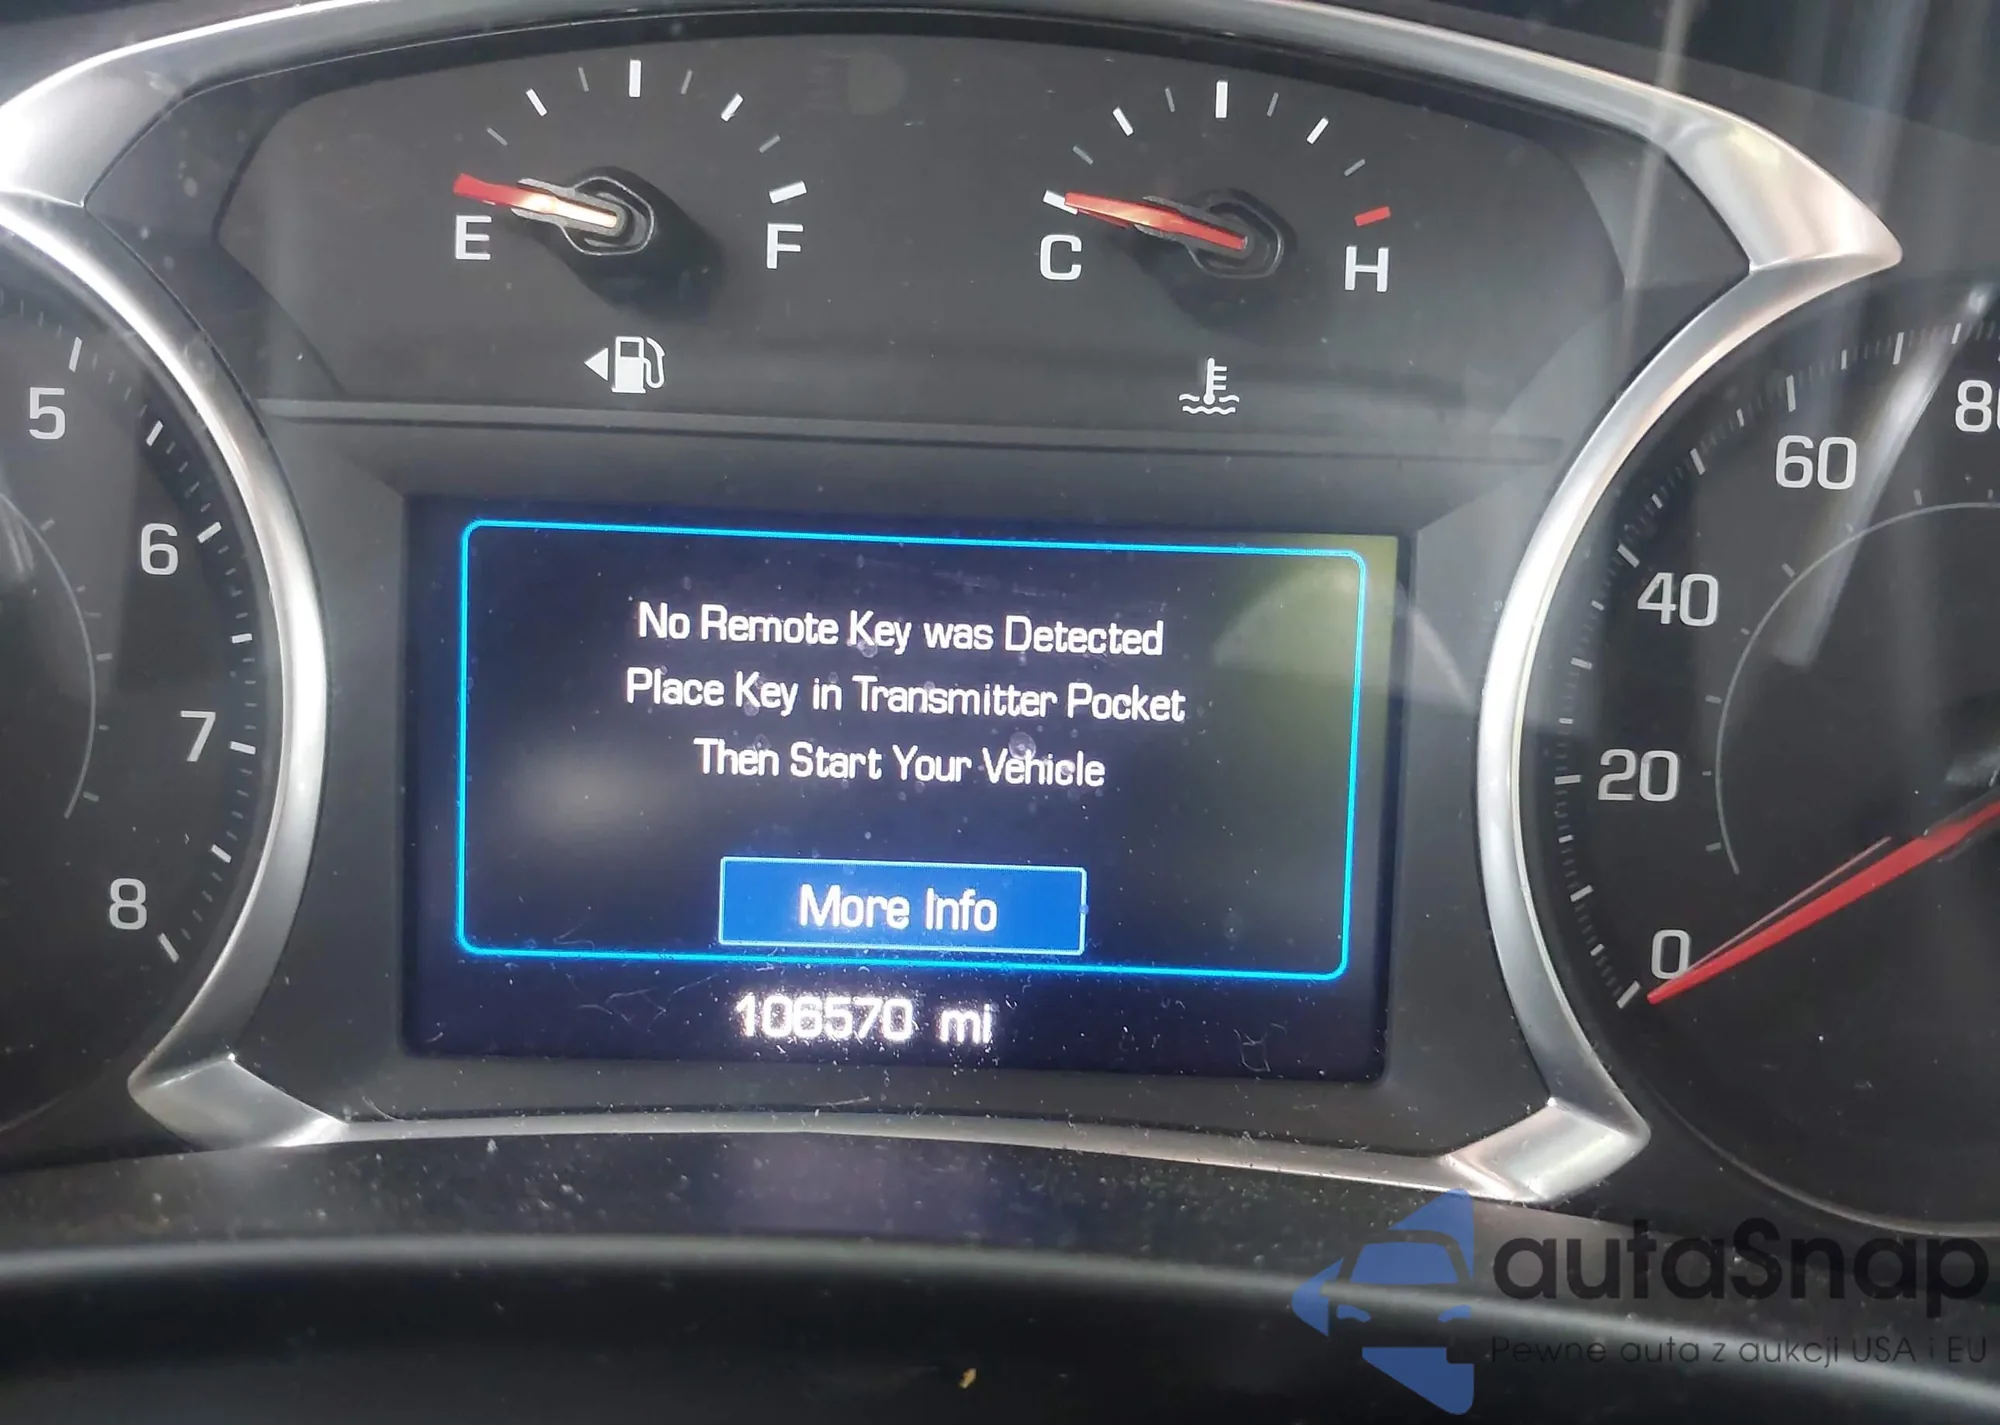 E F
C H
5
6
7
8
80
60
40
20
0
No Remote Key was Detected
Place Key in Transmitter Pocket
Then Start Your Vehicle
More Info
106570 mi
autaSnap
Pewne auta z aukcji USA i EU